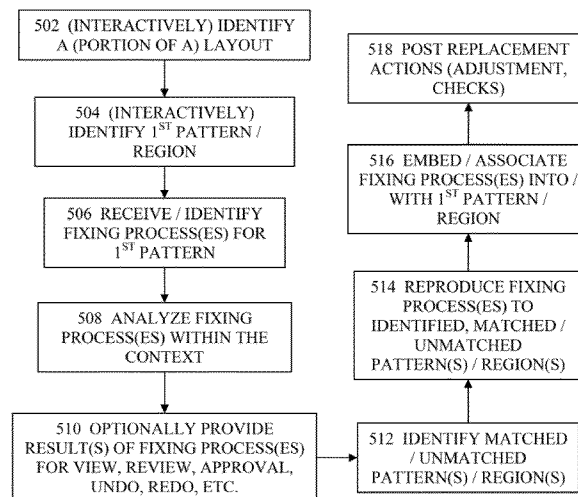 502 (INTERACTIVELY) IDENTIFY
A (PORTION OF A) LAYOUT
504 (INTERACTIVELY)
IDENTIFY 1ST PATTERN /
REGION
506 RECEIVE / IDENTIFY
FIXING PROCESS(ES) FOR
1ST PATTERN
508 ANALYZE FIXING
PROCESS(ES) WITHIN THE
CONTEXT
510 OPTIONALLY PROVIDE
RESULT(S) OF FIXING PROCESS(ES)
FOR VIEW, REVIEW, APPROVAL,
UNDO, REDO, ETC.
512 IDENTIFY MATCHED
/ UNMATCHED
PATTERN(S) / REGION(S)
514 REPRODUCE FIXING
PROCESS(ES) TO
IDENTIFIED, MATCHED /
UNMATCHED
PATTERN(S) / REGION(S)
516 EMBED / ASSOCIATE
FIXING PROCESS(ES) INTO /
WITH 1ST PATTERN /
REGION
518 POST REPLACEMENT
ACTIONS (ADJUSTMENT,
CHECKS)